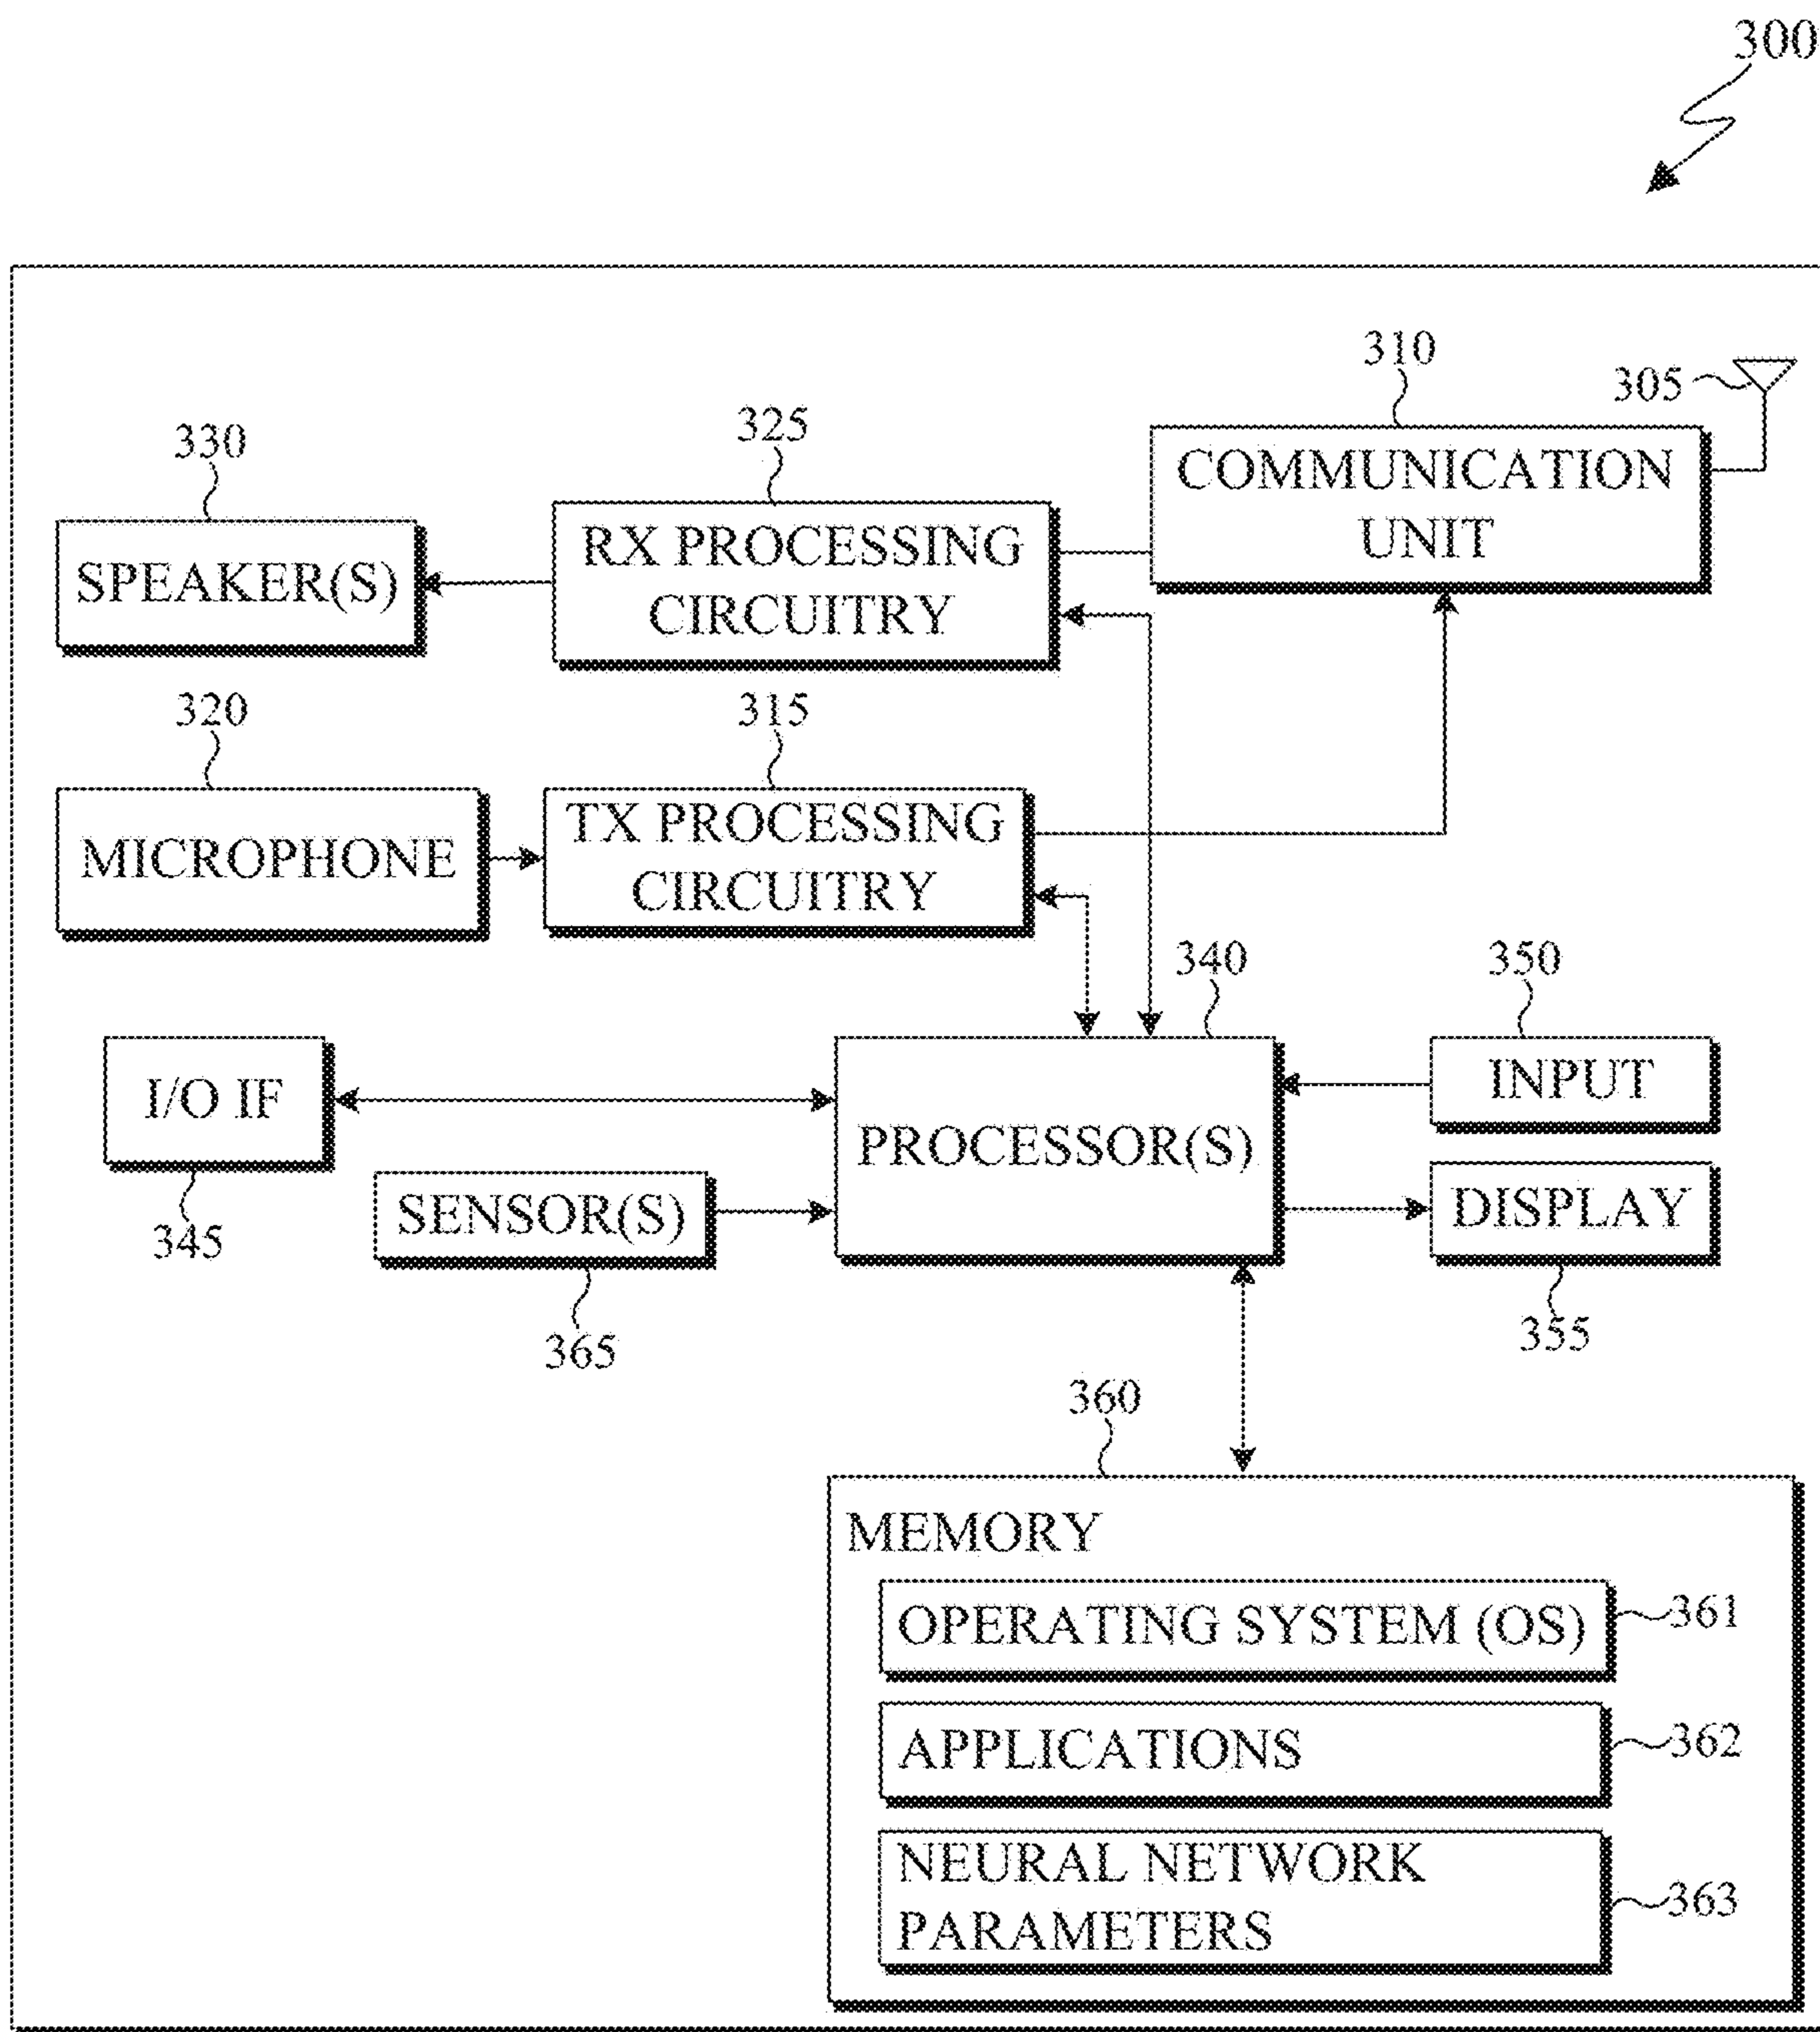 300
310
305
325
330
COMMUNICATION
UNIT
RX PROCESSING
CIRCUITRY
SPEAKER(S)
320
315
MICROPHONE
TX PROCESSING
CIRCUITRY
340
350
I/O IF
PROCESSOR(S)
INPUT
SENSOR(S)
DISPLAY
345
365
355
360
MEMORY
OPERATING SYSTEM (OS)
361
APPLICATIONS
362
NEURAL NETWORK
PARAMETERS
363